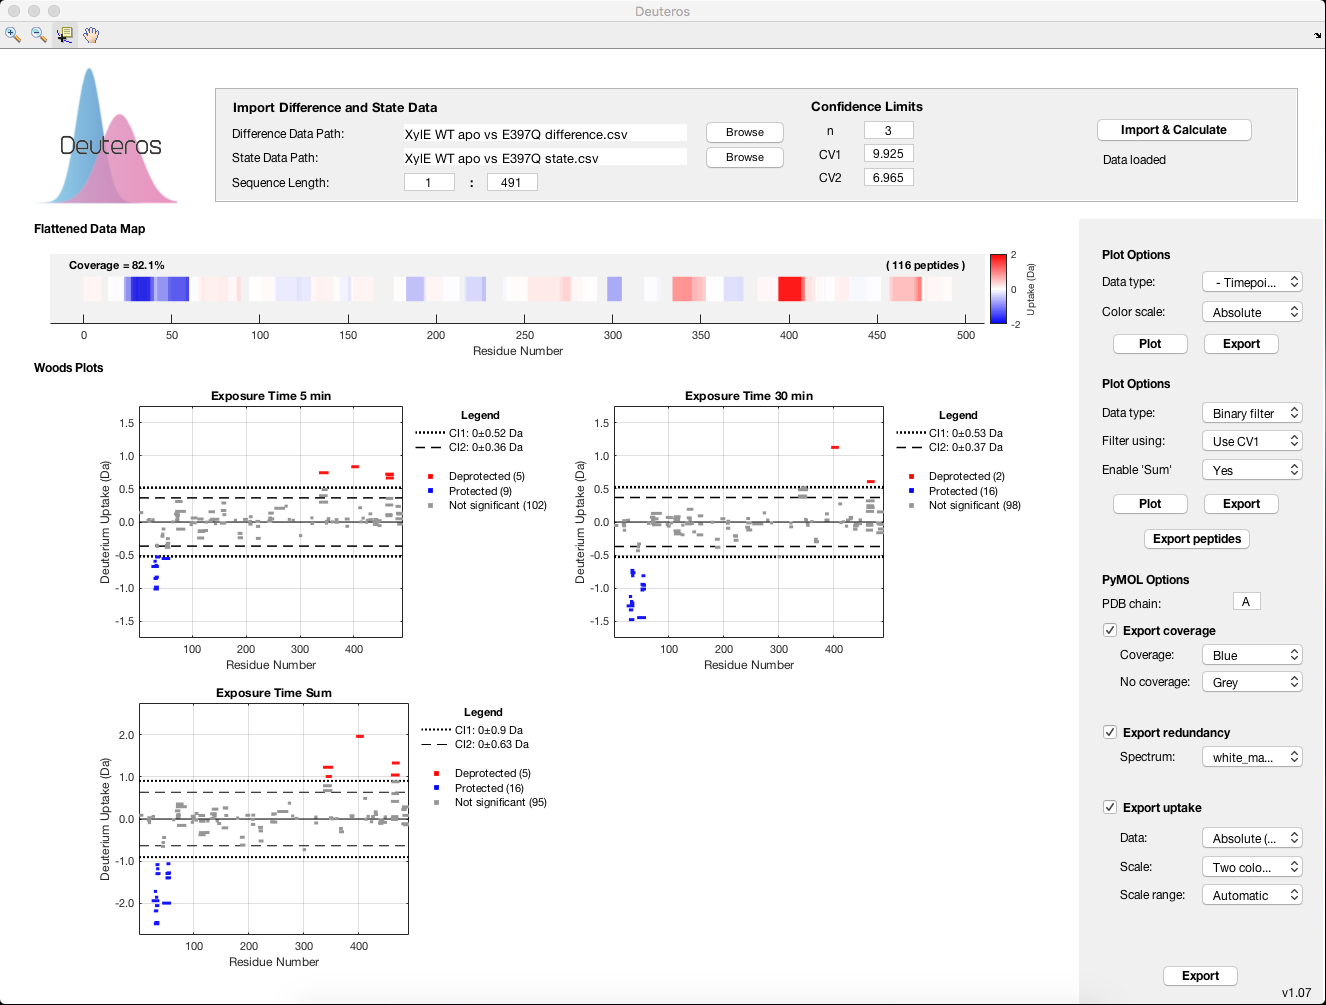 Deuteros
Deuteros
Import Difference and State Data
Difference Data Path:
XylE WT apo vs E397Q difference.csv
Browse
State Data Path:
XylE WT apo vs E397Q state.csv
Browse
Sequence Length:
1
:
491
Confidence Limits
n
3
CV1
9.925
CV2
6.965
Import & Calculate
Data loaded
Flattened Data Map
Coverage = 82.1%
( 116 peptides )
0
50
100
150
200
250
300
350
400
450
500
Residue Number
2
0
-2
Uptake (Da)
Woods Plots
Exposure Time 5 min
1.5
1.0
0.5
0.0
-0.5
-1.0
-1.5
Deuterium Uptake (Da)
100
200
300
400
Residue Number
Legend
CI1: 0±0.52 Da
CI2: 0±0.36 Da
Deprotected (5)
Protected (9)
Not significant (102)
Exposure Time 30 min
1.5
1.0
0.5
0.0
-0.5
-1.0
-1.5
Deuterium Uptake (Da)
100
200
300
400
Residue Number
Legend
CI1: 0±0.53 Da
CI2: 0±0.37 Da
Deprotected (2)
Protected (16)
Not significant (98)
Exposure Time Sum
2.0
1.0
0.0
-1.0
-2.0
Deuterium Uptake (Da)
100
200
300
400
Residue Number
Legend
CI1: 0±0.9 Da
CI2: 0±0.63 Da
Deprotected (5)
Protected (16)
Not significant (95)
Plot Options
Data type:
- Timepoi...
Color scale:
Absolute
Plot
Export
Plot Options
Data type:
Binary filter
Filter using:
Use CV1
Enable 'Sum'
Yes
Plot
Export
Export peptides
PyMOL Options
PDB chain:
A
Export coverage
Coverage:
Blue
No coverage:
Grey
Export redundancy
Spectrum:
white_ma...
Export uptake
Data:
Absolute (...
Scale:
Two colo...
Scale range:
Automatic
Export
v1.07